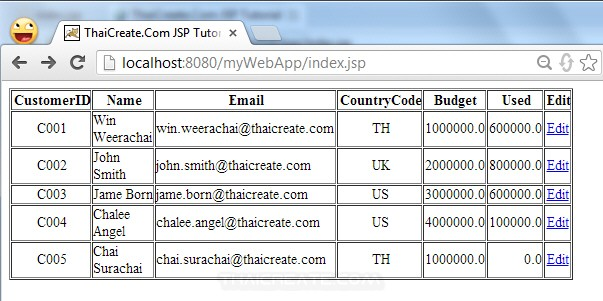 ThaiCreate.Com JSP Tutor
localhost:8080/myWebApp/index.jsp
CustomerID Name Email CountryCode Budget Used Edit
C001 Win Weerachai win.weerachai@thaicreate.com TH 1000000.0 600000.0 Edit
C002 John Smith john.smith@thaicreate.com UK 2000000.0 800000.0 Edit
C003 Jame Born jame.born@thaicreate.com US 3000000.0 600000.0 Edit
C004 Chalee Angel chalee.angel@thaicreate.com US 4000000.0 100000.0 Edit
C005 Chai Surachai chai.surachai@thaicreate.com TH 1000000.0 0.0 Edit
THAICREATE.COM